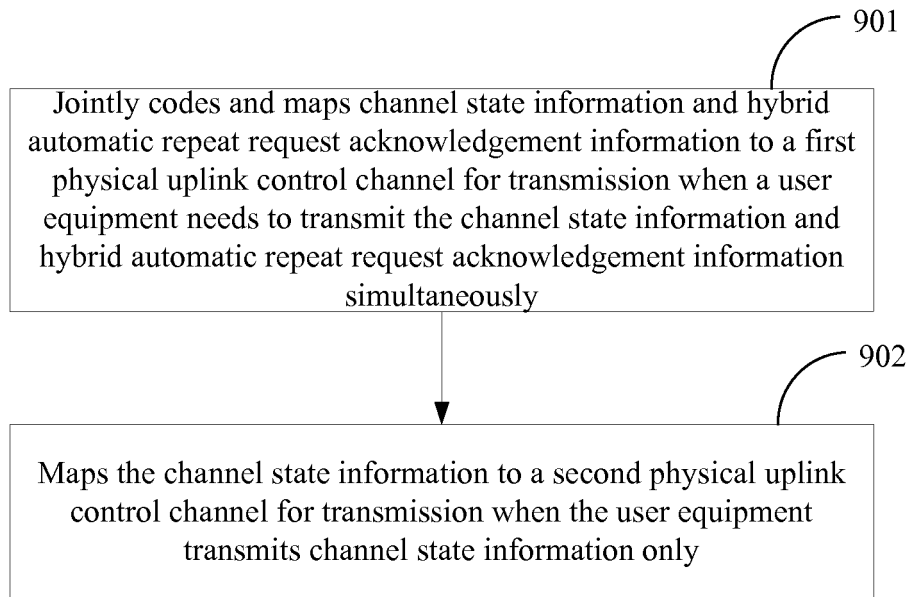 901
Jointly codes and maps channel state information and hybrid
automatic repeat request acknowledgement information to a first
physical uplink control channel for transmission when a user
equipment needs to transmit the channel state information and
hybrid automatic repeat request acknowledgement information
simultaneously
902
Maps the channel state information to a second physical uplink
control channel for transmission when the user equipment
transmits channel state information only